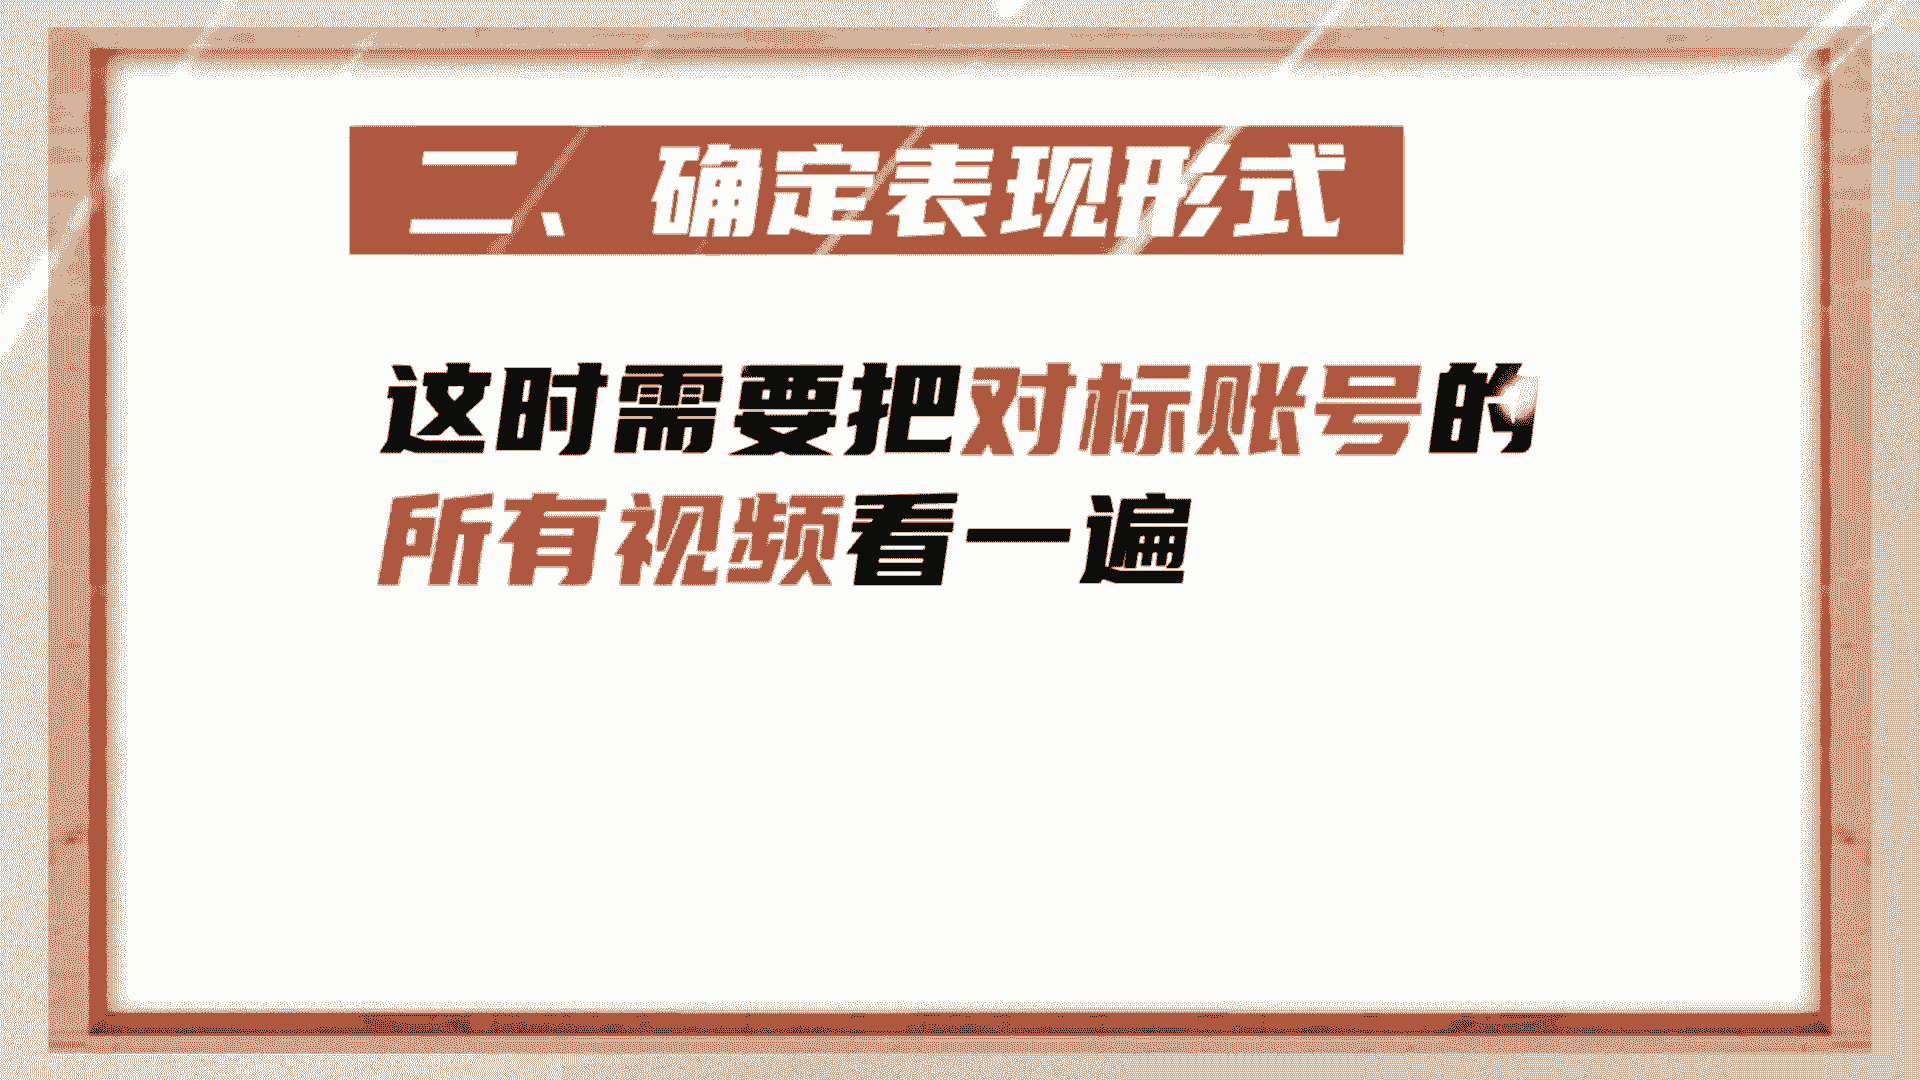 二、确定表现形式
这时需要把对标账号的
所有视频看一遍